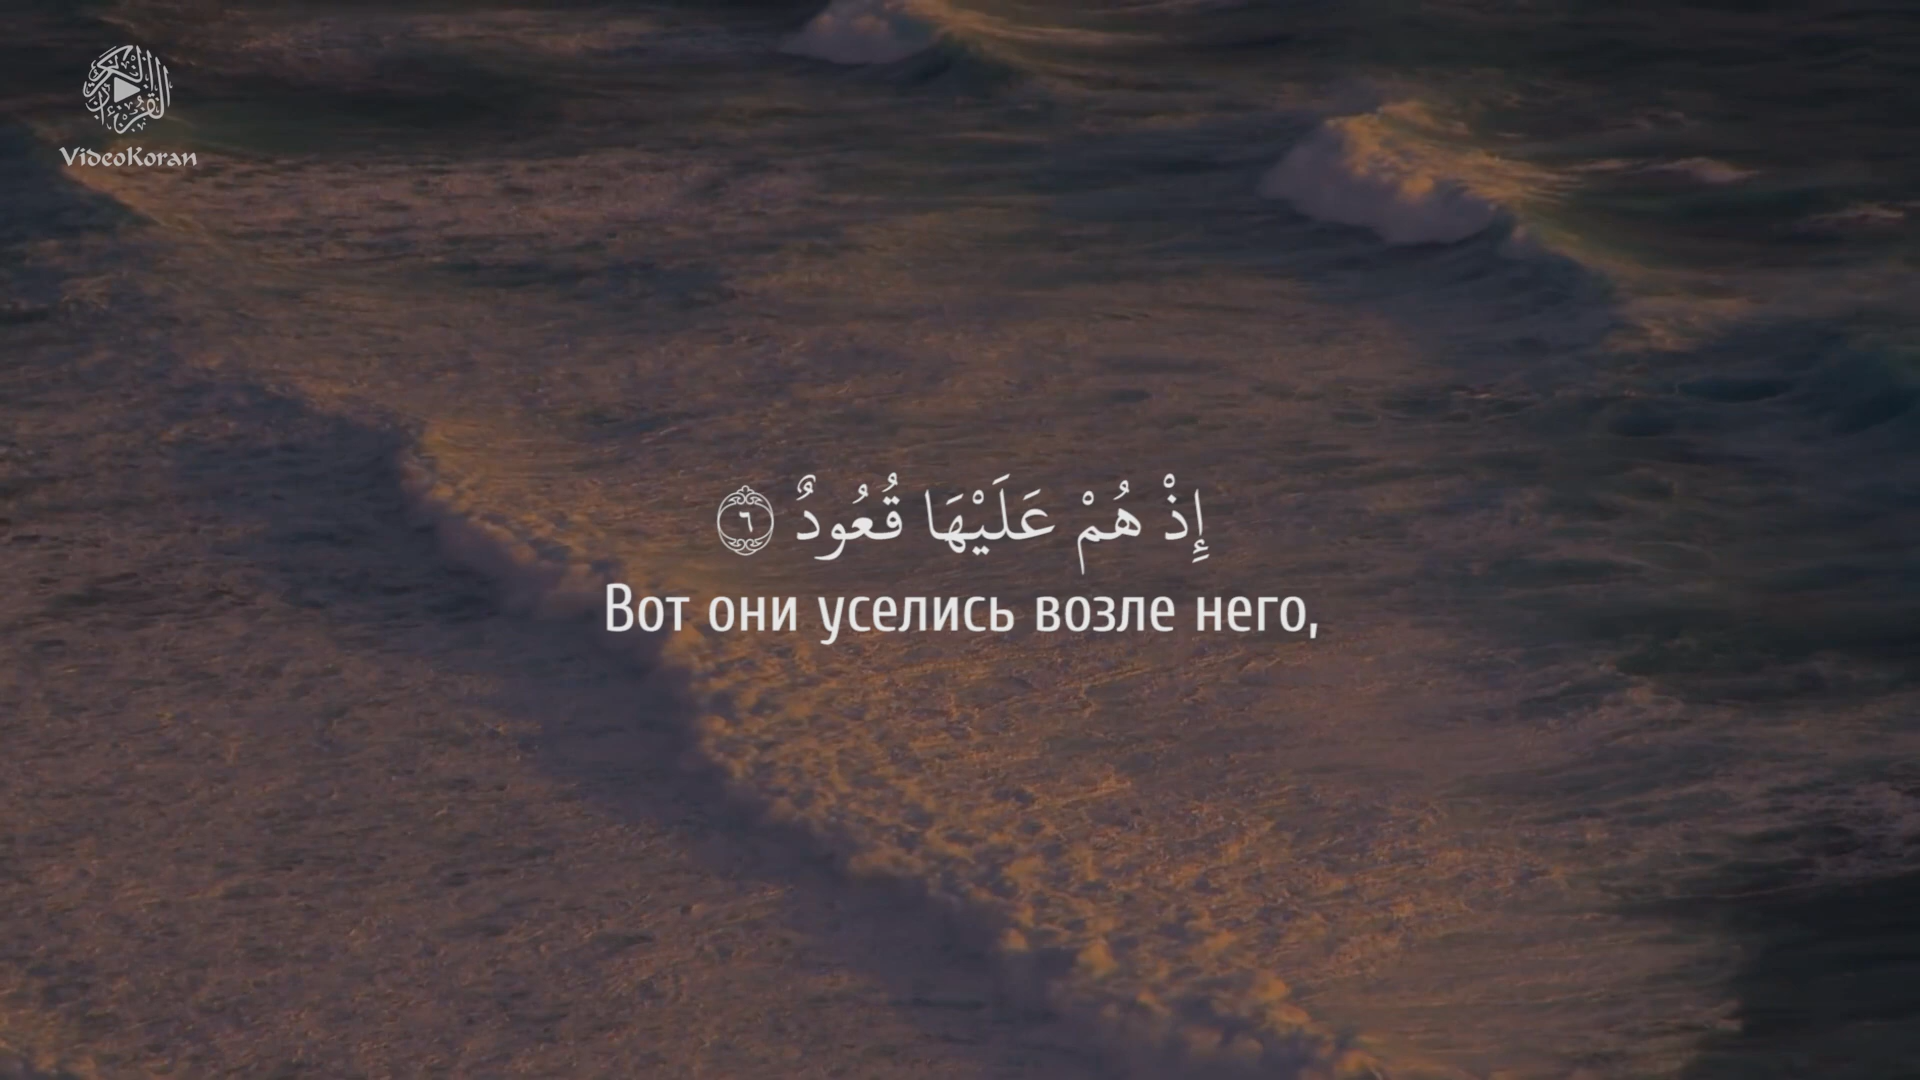 VideoKoran
إِذْ هُمْ عَلَيْهَا قُعُودٌ ٦
Вот они уселись возле него,